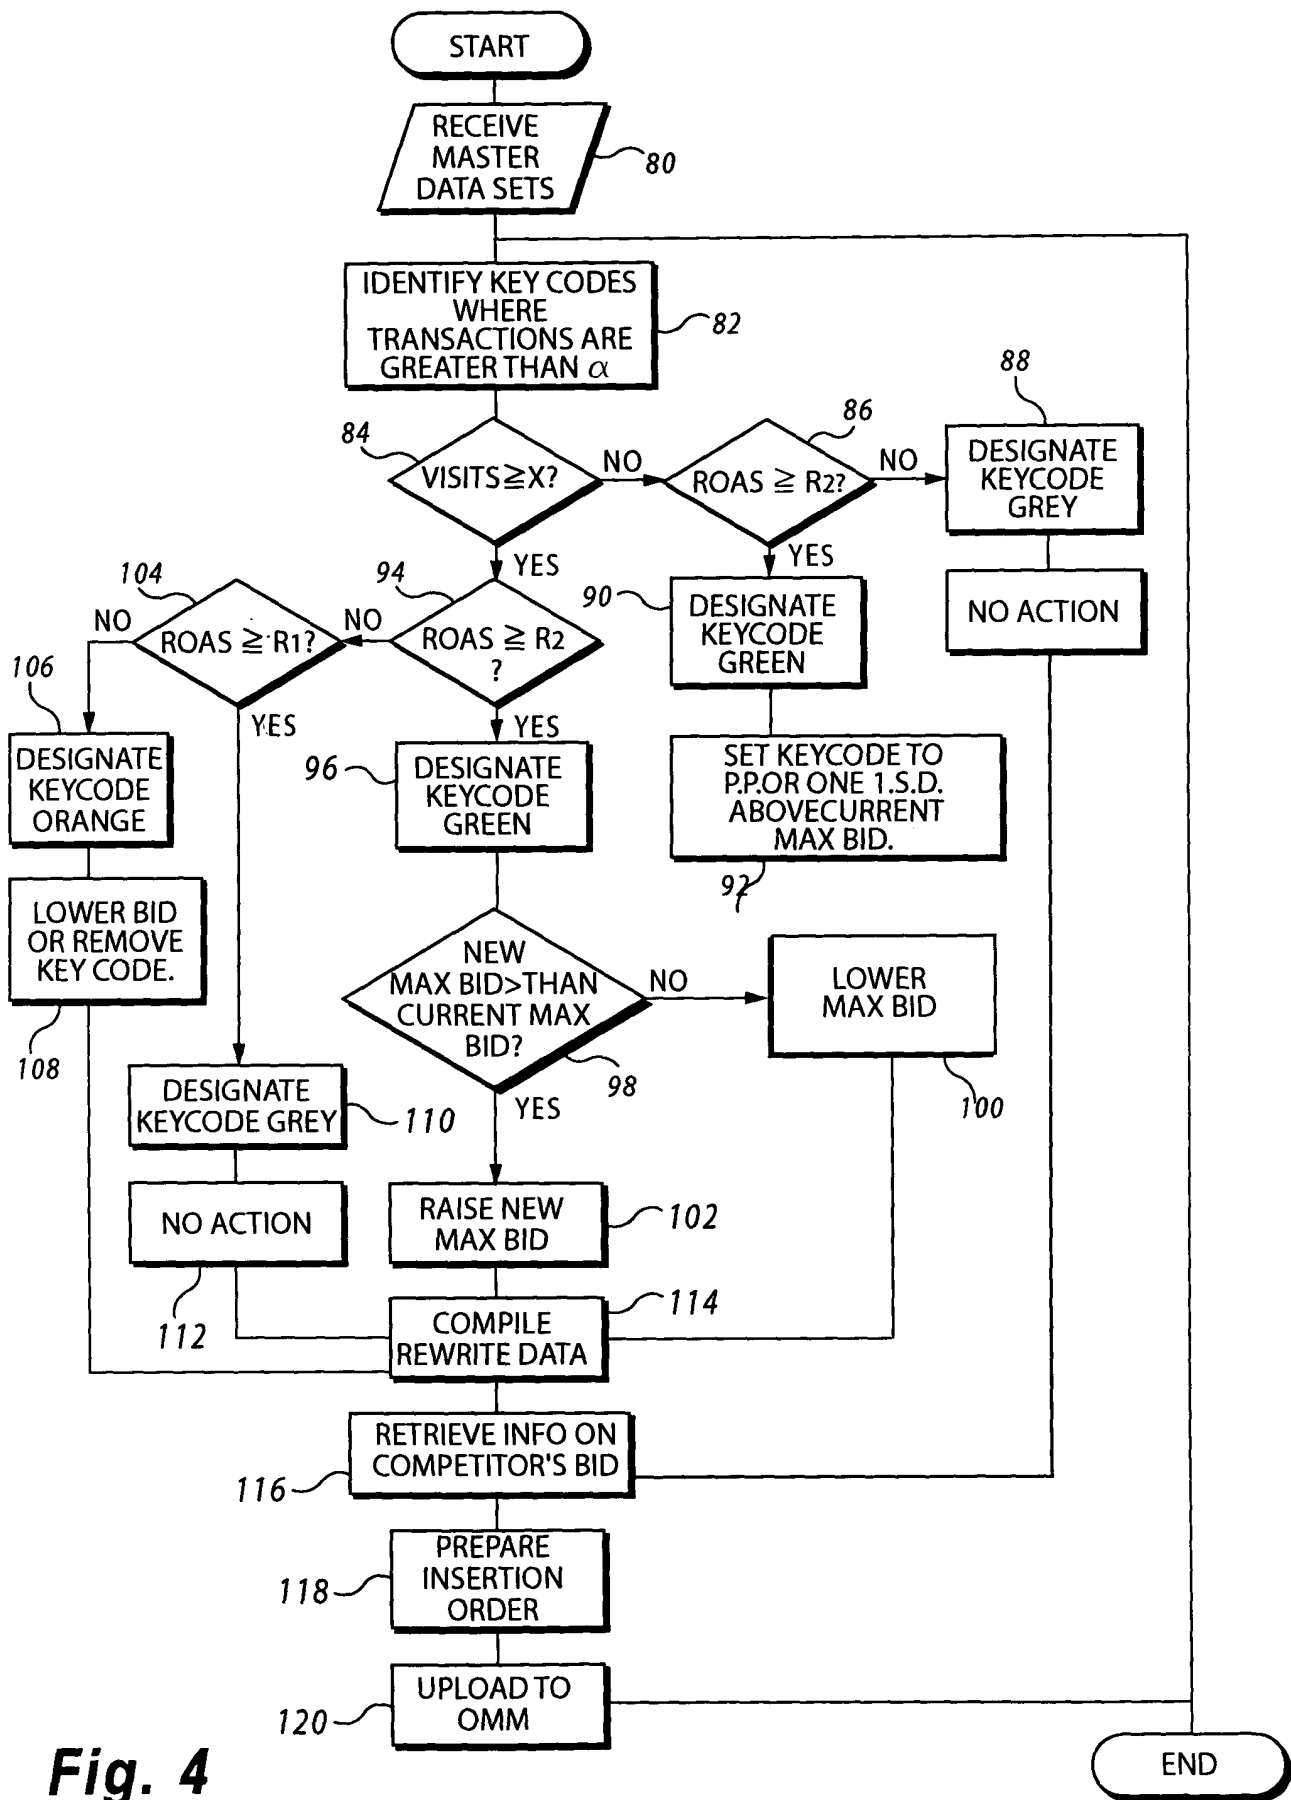 START
RECEIVE
MASTER
DATA SETS
80
IDENTIFY KEY CODES
WHERE
TRANSACTIONS ARE
GREATER THAN α
82
84
VISITS≧X?
NO
86
ROAS ≧ R2?
NO
88
DESIGNATE
KEYCODE
GREY
YES
YES
104
94
90
NO
ROAS ≧ R1?
NO
ROAS ≧ R2
?
DESIGNATE
KEYCODE
GREEN
NO ACTION
106
YES
YES
DESIGNATE
KEYCODE
ORANGE
96
DESIGNATE
KEYCODE
GREEN
SET KEYCODE TO
P.P.OR ONE 1.S.D.
ABOVECURRENT
MAX BID.
92
LOWER BID
OR REMOVE
KEY CODE.
108
NEW
MAX BID>THAN
CURRENT MAX
BID?
NO
98
LOWER
MAX BID
100
YES
DESIGNATE
KEYCODE GREY
110
NO ACTION
112
RAISE NEW
MAX BID
102
COMPILE
REWRITE DATA
114
RETRIEVE INFO ON
COMPETITOR'S BID
116
PREPARE
INSERTION
ORDER
118
UPLOAD TO
OMM
120
END
Fig. 4